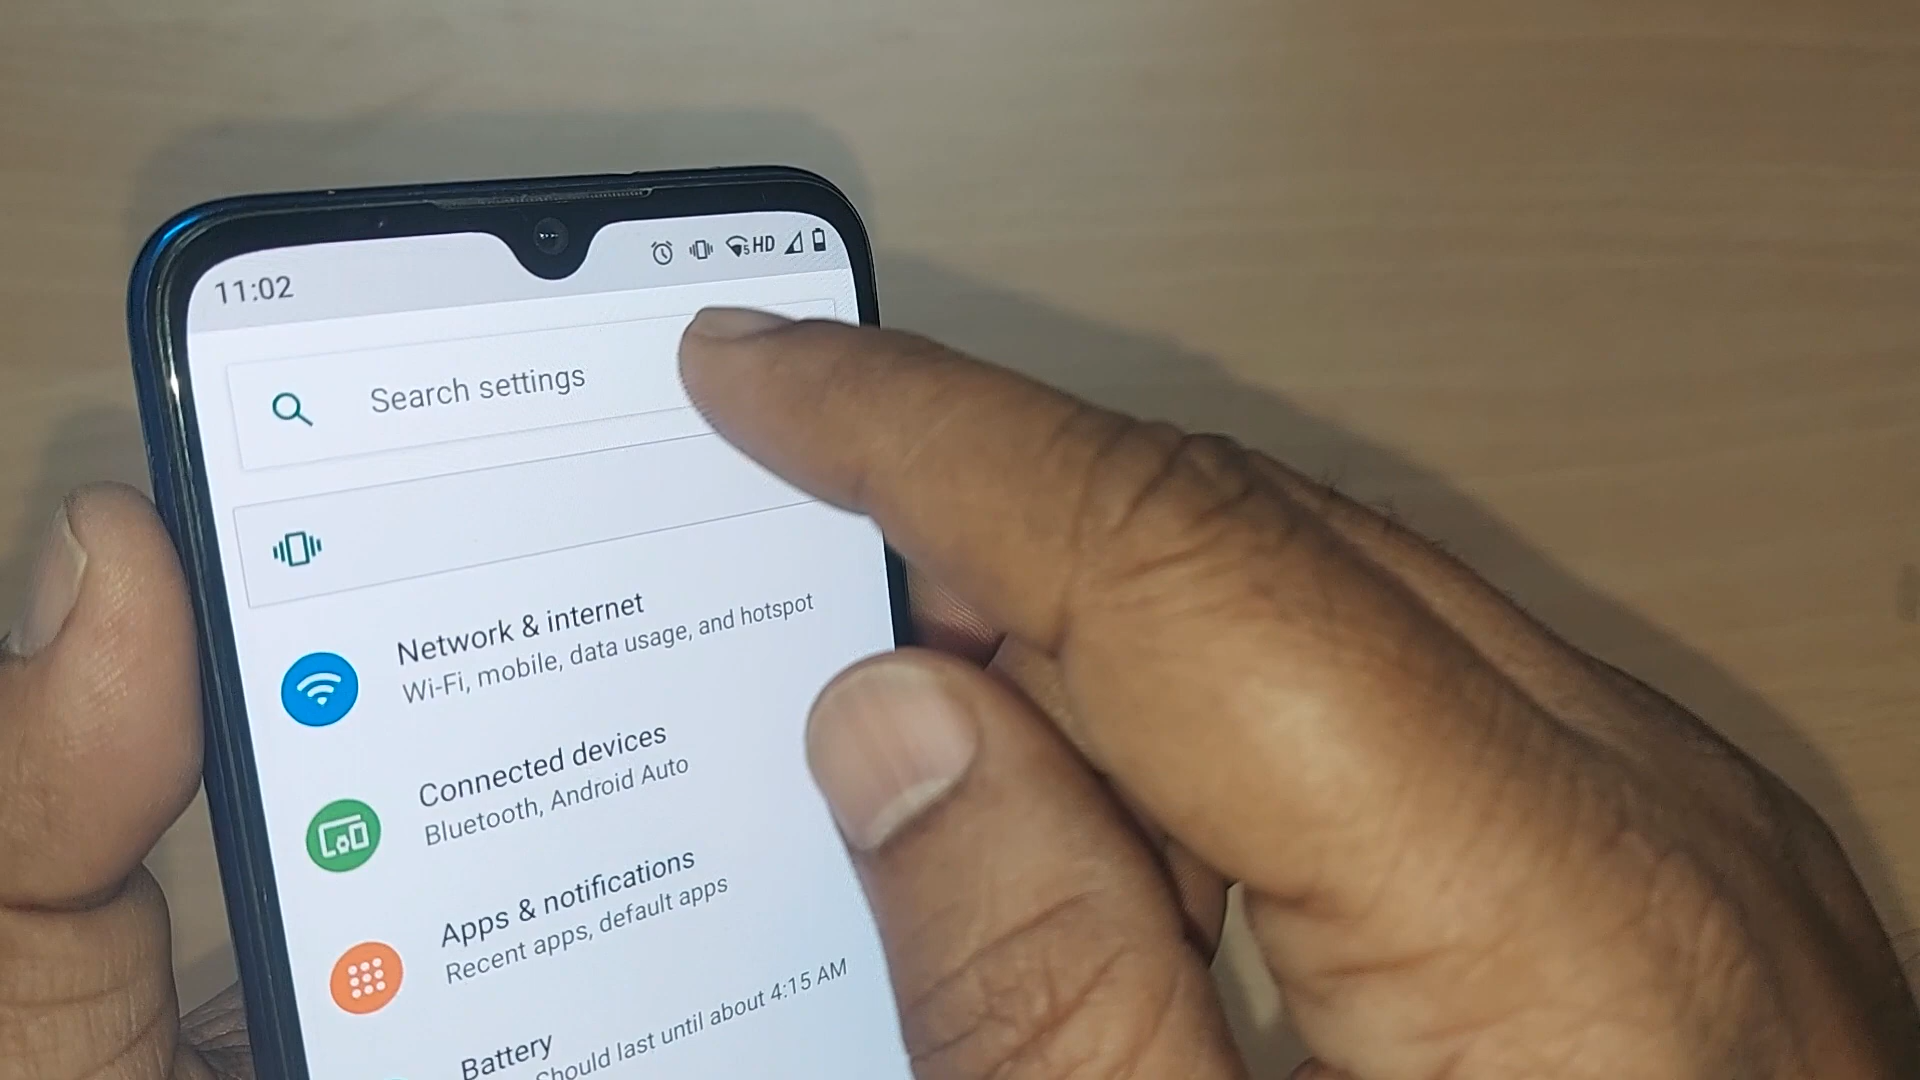 11:02
5 HD
Search settings
Network & internet
Wi-Fi, mobile, data usage, and hotspot
Connected devices
Bluetooth, Android Auto
Apps & notifications
Recent apps, default apps
Battery
Should last until about 4:15 AM